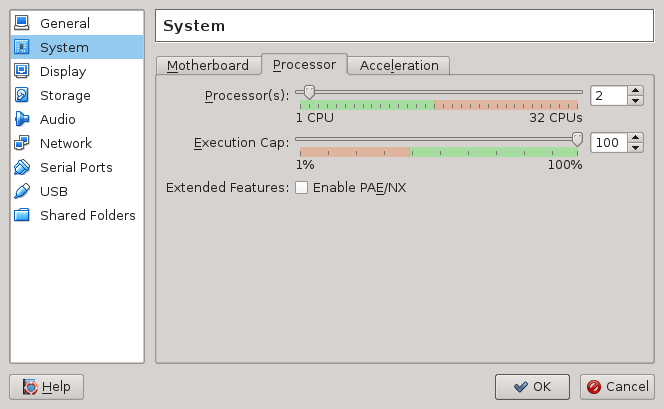 General
System
Display
Storage
Audio
Network
Serial Ports
USB
Shared Folders
System
Motherboard Processor Acceleration
Processor(s): 2
1 CPU 32 CPUs
Execution Cap: 100
1% 100%
Extended Features: Enable PAE/NX
Help OK Cancel